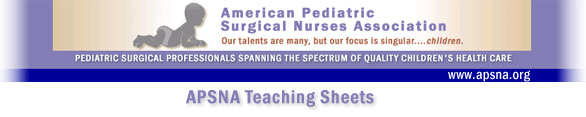 American Pediatric
Surgical Nurses Association
Our talents are many, but our focus is singular....children.
PEDIATRIC SURGICAL PROFESSIONALS SPANNING THE SPECTRUM OF QUALITY CHILDREN'S HEALTH CARE
www.apsna.org
APSNA Teaching Sheets